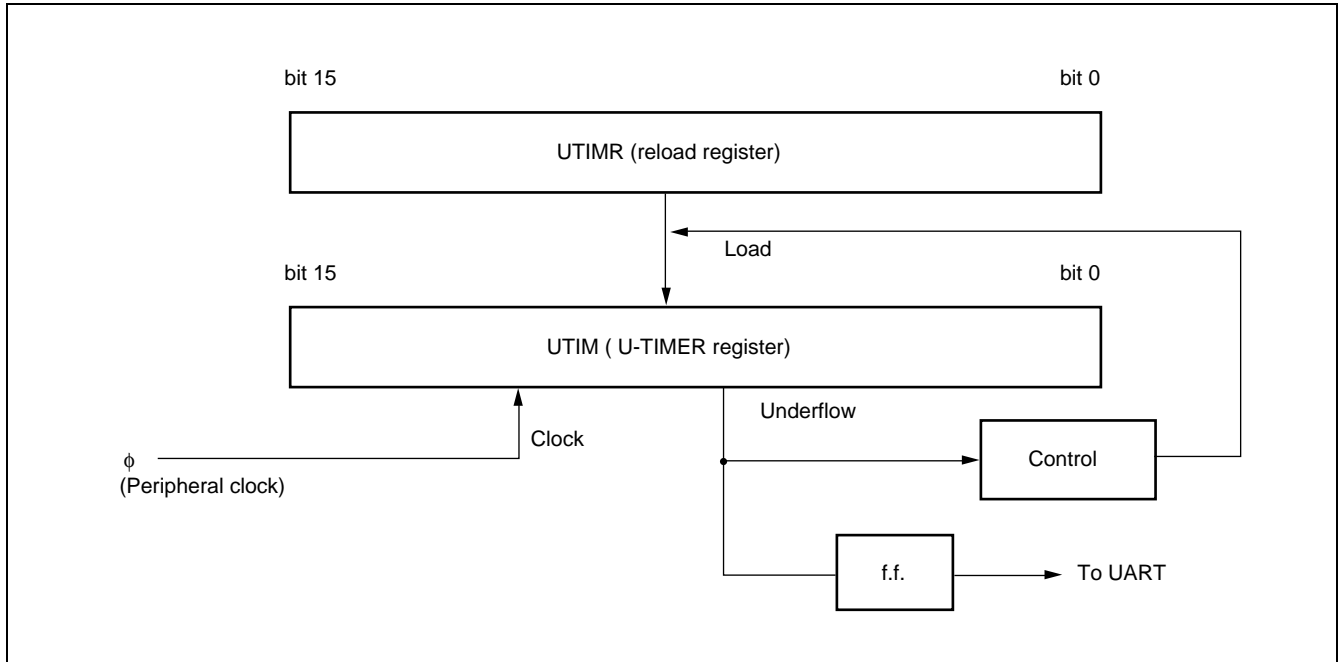 bit 15
bit 0
UTIMR (reload register)
Load
bit 15
bit 0
UTIM ( U-TIMER register)
Underflow
Clock
Control
φ
(Peripheral clock)
f.f.
To UART